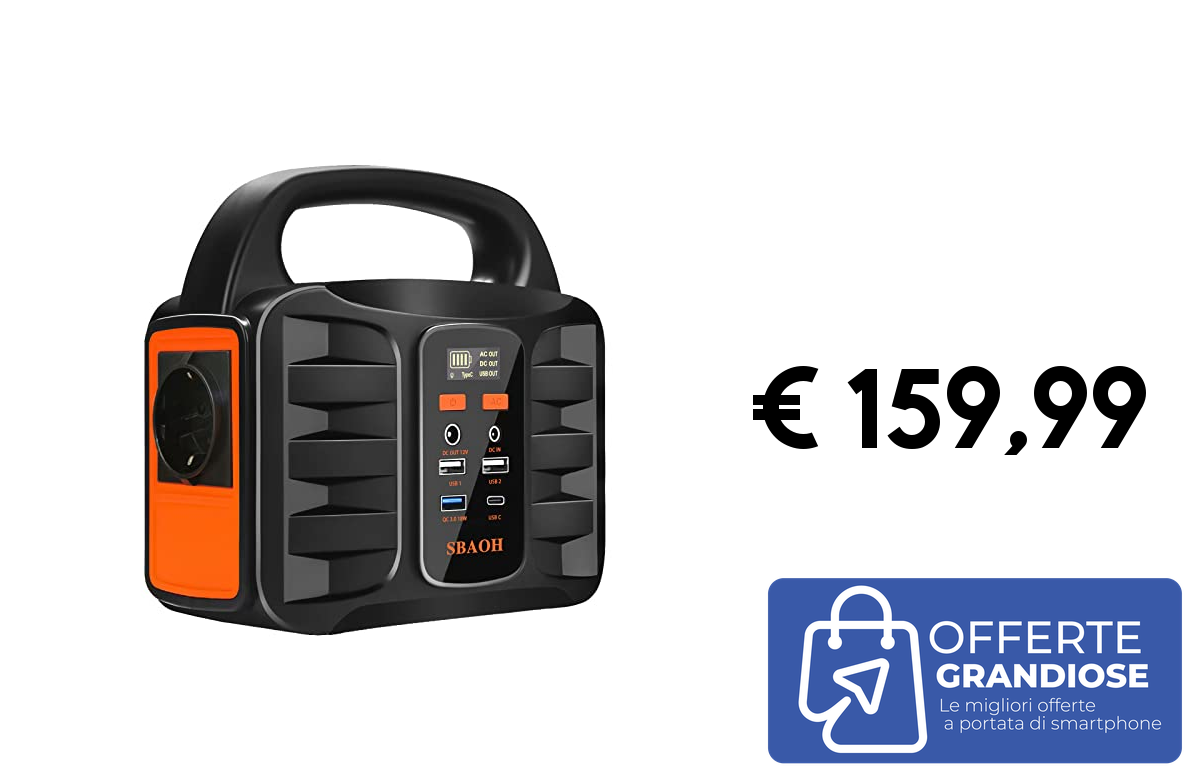 AC OUT
DC OUT
TypeC USB OUT
AC
DC OUT 12V DC IN
USB 1 USB 2
QC 3.0 18W USB C
SBAOH
€ 159,99
OFFERTE
GRANDIOSE
Le migliori offerte
a portata di smartphone